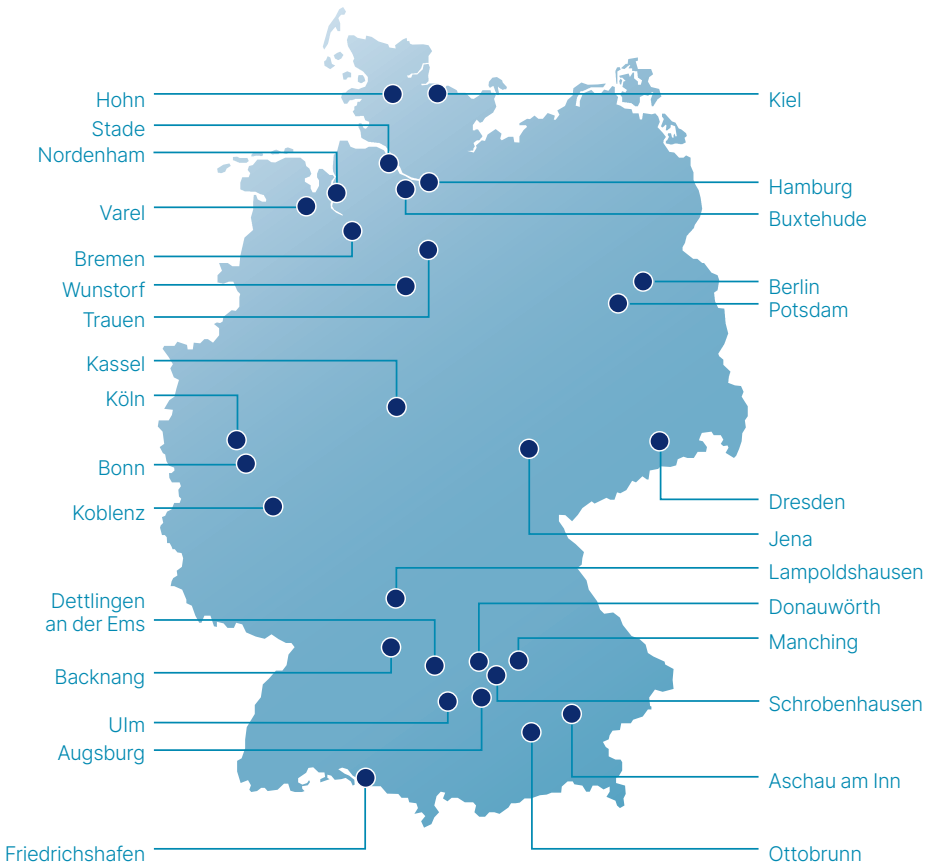 Hohn
Stade
Nordenham
Varel
Bremen
Wunstorf
Trauen
Kassel
Köln
Bonn
Koblenz
Dettlingen
an der Ems
Backnang
Ulm
Augsburg
Friedrichshafen
Kiel
Hamburg
Buxtehude
Berlin
Potsdam
Dresden
Jena
Lampoldshausen
Donauwörth
Manching
Schrobenhausen
Aschau am Inn
Ottobrunn